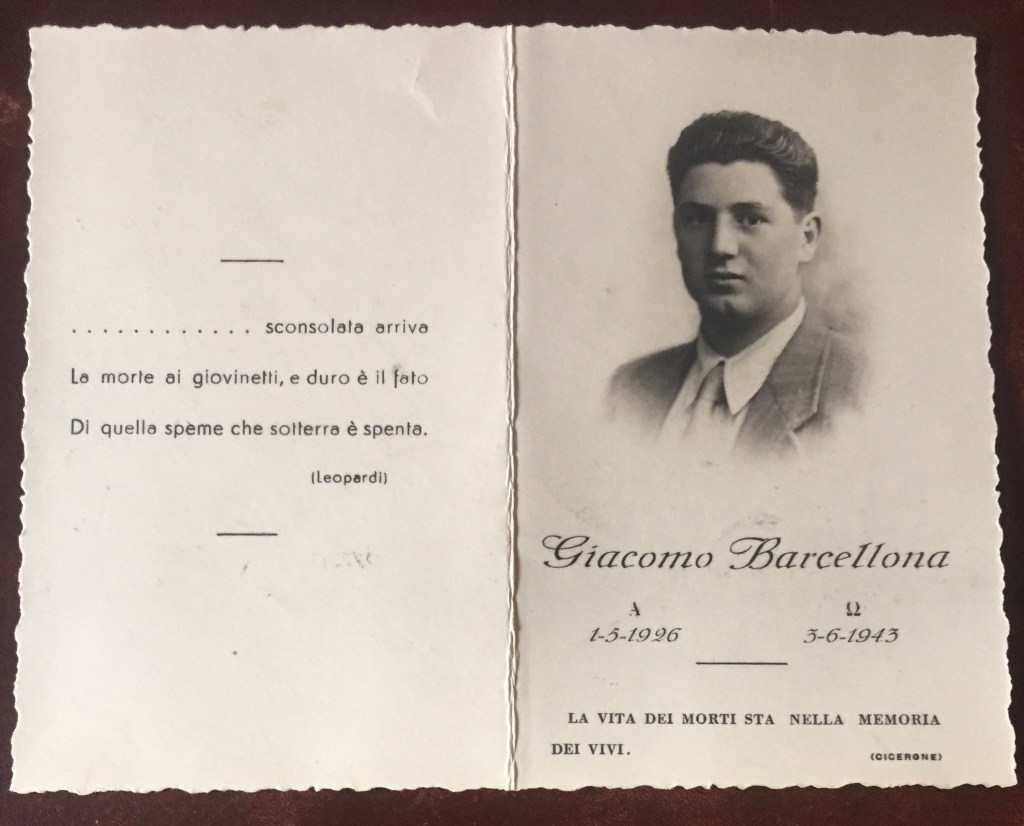 . . . . . . . . . . . . . sconsolata arriva
La morte ai giovinetti, e duro è il fato
Di quella speme che sotterra è spenta.
(Leopardi)
Giacomo Barcellona
A Ω
1-5-1926 3-6-1943
LA VITA DEI MORTI STA NELLA MEMORIA
DEI VIVI.
(CICERONE)